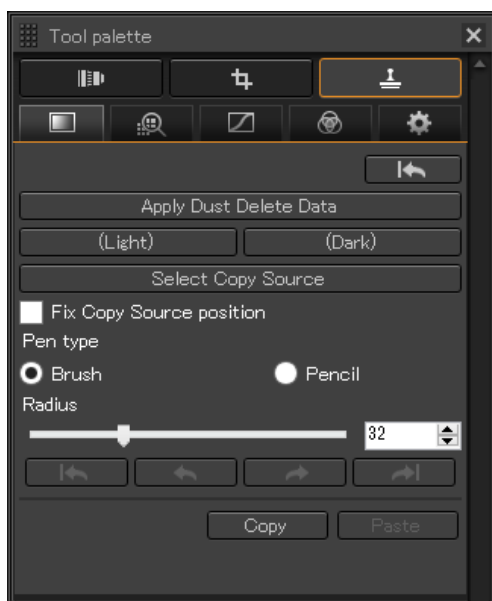 Tool palette
Apply Dust Delete Data
(Light) (Dark)
Select Copy Source
Fix Copy Source position
Pen type
Brush Pencil
Radius
32
Copy Paste